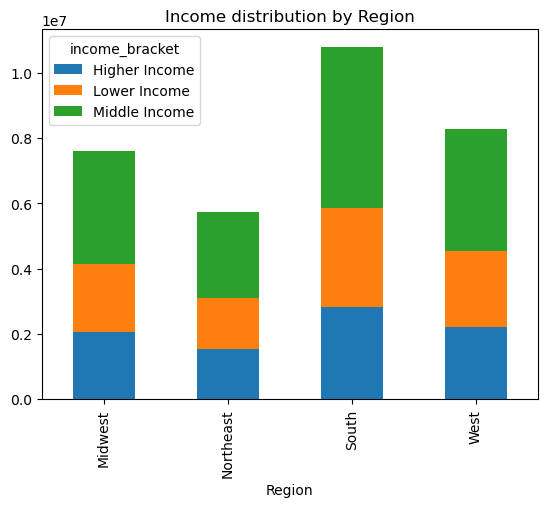 Income distribution by Region
1e7
income_bracket
Higher Income
Lower Income
Middle Income
1.0
0.8
0.6
0.4
0.2
0.0
Midwest
Northeast
South
West
Region